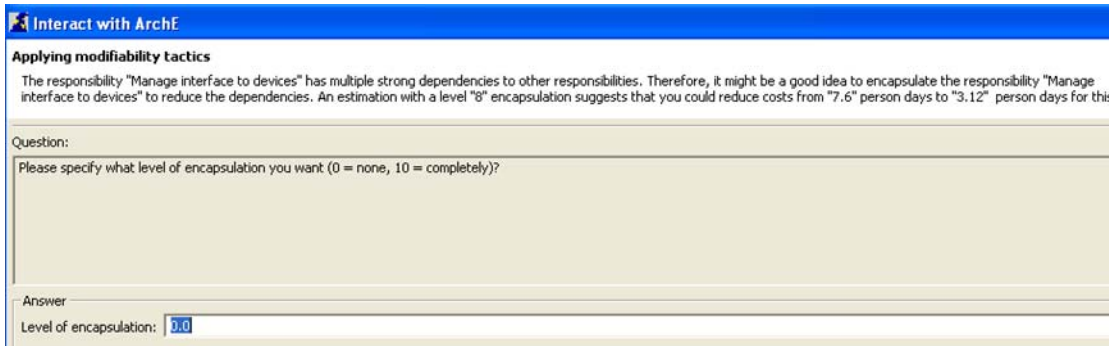 Interact with ArchE
Applying modifiability tactics
The responsibility "Manage interface to devices" has multiple strong dependencies to other responsibilities. Therefore, it might be a good idea to encapsulate the responsibility "Manage
interface to devices" to reduce the dependencies. An estimation with a level "8" encapsulation suggests that you could reduce costs from "7.6" person days to "3.12"  person days for this
Question:
Please specify what level of encapsulation you want (0 = none, 10 = completely)?
Answer
Level of encapsulation: 0.0